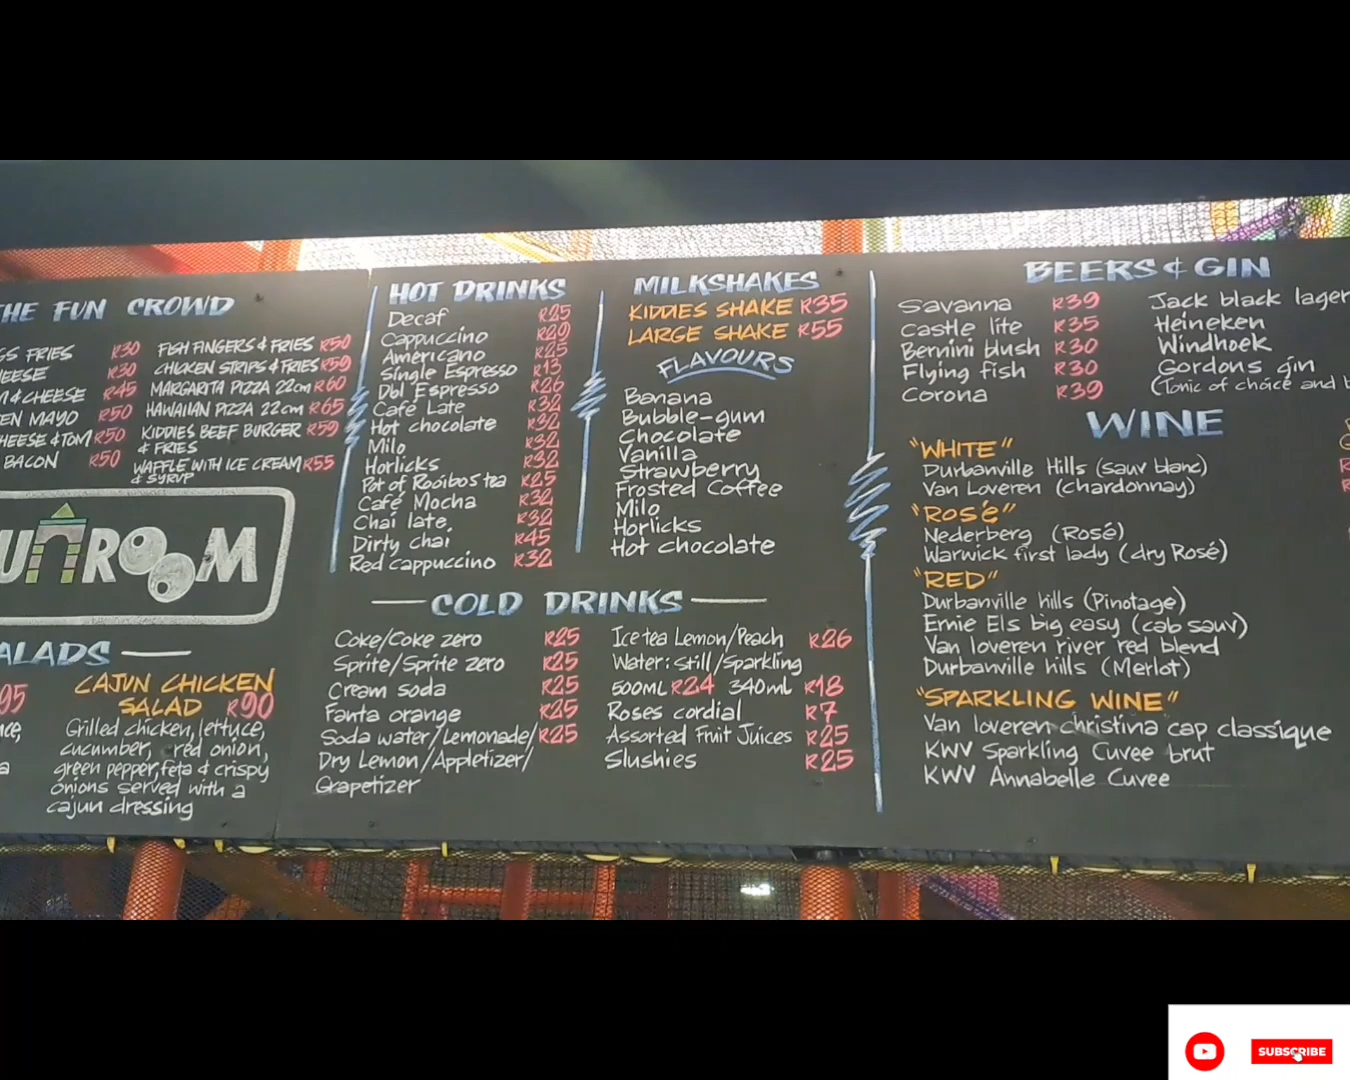 THE FUN CROWD
FRIES R30
R30
& CHEESE R45
MAYO R50
CHEESE & TOM R50
BACON R50
FISH FINGERS & FRIES R50
CHICKEN STRIPS & FRIES R59
MARGARITA PIZZA 22cm R60
HAWAIIAN PIZZA 22cm R65
KIDDIES BEEF BURGER R59
& FRIES
WAFFLE WITH ICE CREAM R55
& SYRUP
95
CAJUN CHICKEN
SALAD R90
Grilled chicken, lettuce,
cucumber, red onion,
green pepper, feta & crispy
onions served with a
cajun dressing
HOT DRINKS
Decaf R25
Cappuccino R29
Americano R25
Single Espresso R13
Dbl Espresso R26
Café Late R32
Hot chocolate R32
Milo R32
Horlicks R32
Pot of Rooibos tea R25
Café Mocha R32
Chai late R32
Dirty chai R45
Red cappuccino R32
MILKSHAKES
KIDDIES SHAKE R35
LARGE SHAKE R55
FLAVOURS
Banana
Bubble-gum
Chocolate
Vanilla
Strawberry
Frosted Coffee
Milo
Horlicks
Hot chocolate
COLD DRINKS
Coke/Coke zero R25
Sprite/Sprite zero R25
Cream soda R25
Fanta orange R25
Soda water/Lemonade/ R25
Dry Lemon/Appletizer/
Grapetizer
Ice tea Lemon/Peach R26
Water: Still/Sparkling
500ML R24 340ml R18
Roses cordial R7
Assorted Fruit Juices R25
Slushies R25
BEERS & GIN
Savanna R39
Castle lite R35
Bernini blush R30
Flying fish R30
Corona R39
Jack black lager
Heineken
Windhoek
Gordons gin
(Tonic of choice and
WINE
"WHITE"
Durbanville Hills (sauv blanc)
Van Loveren (chardonnay)
"ROSé"
Nederberg (Rosé)
Warwick first lady (dry Rosé)
"RED"
Durbanville hills (Pinotage)
Ernie Els big easy (cab sauv)
Van loveren river red blend
Durbanville hills (Merlot)
"SPARKLING WINE"
Van loveren christina cap classique
KWV Sparkling Cuvee brut
KWV Annabelle Cuvee
SUBSCRIBE